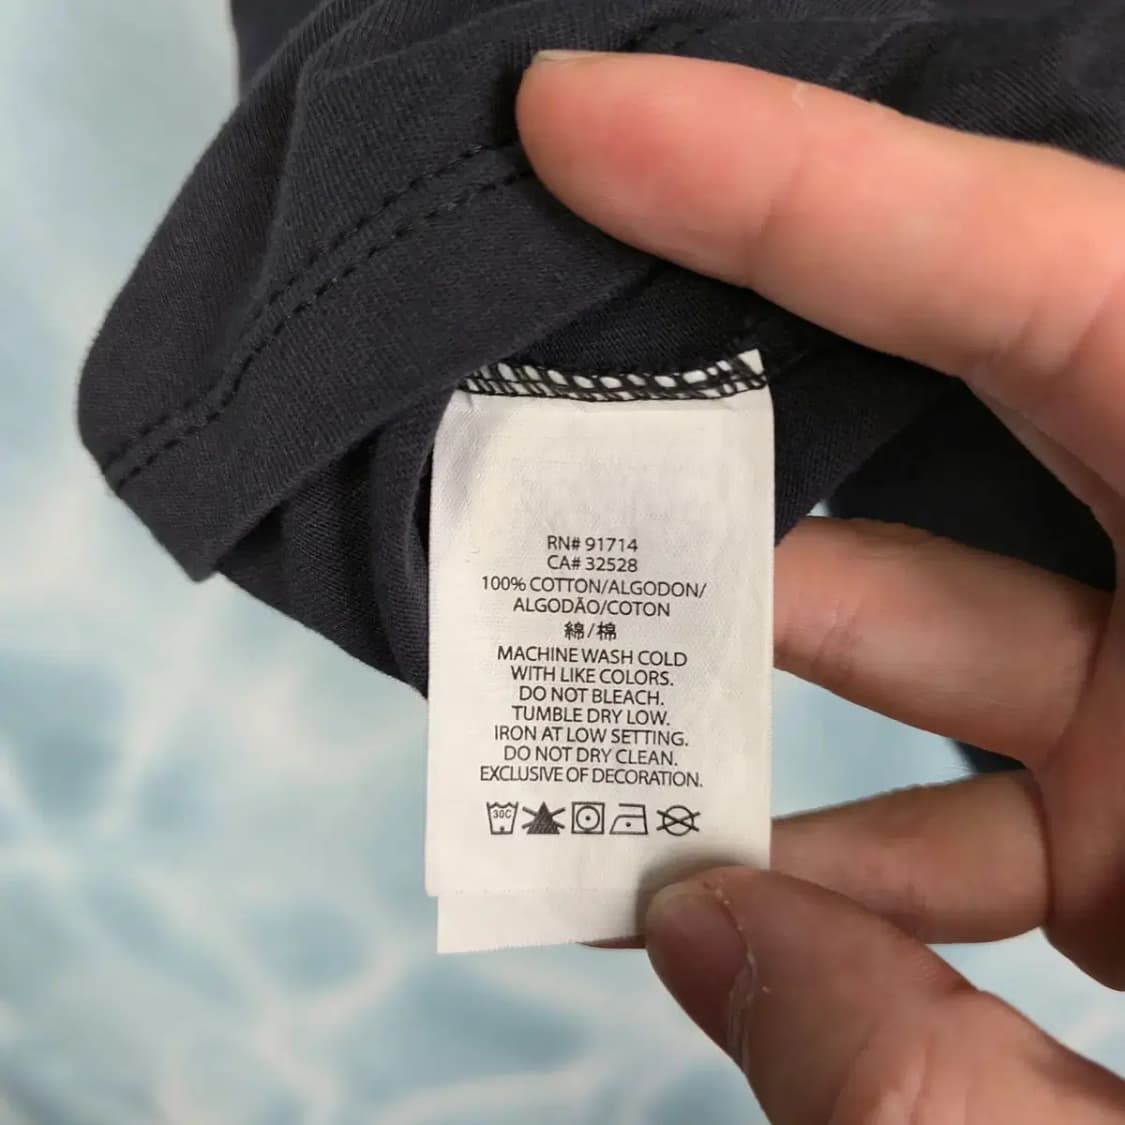 RN# 91714
CA# 32528
100% COTTON/ALGODON/
ALGODÃO/COTON
綿/棉
MACHINE WASH COLD
WITH LIKE COLORS.
DO NOT BLEACH.
TUMBLE DRY LOW.
IRON AT LOW SETTING.
DO NOT DRY CLEAN.
EXCLUSIVE OF DECORATION.
30C